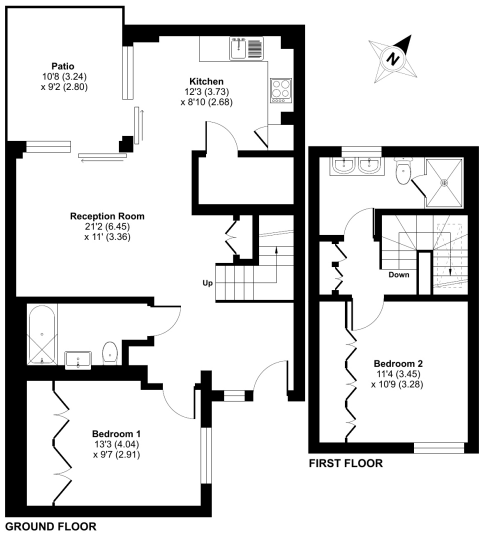 Patio
10'8 (3.24)
x 9'2 (2.80)
Kitchen
12'3 (3.73)
x 8'10 (2.68)
N
Reception Room
21'2 (6.45)
x 11' (3.36)
Up
Down
Bedroom 2
11'4 (3.45)
x 10'9 (3.28)
Bedroom 1
13'3 (4.04)
x 9'7 (2.91)
FIRST FLOOR
GROUND FLOOR